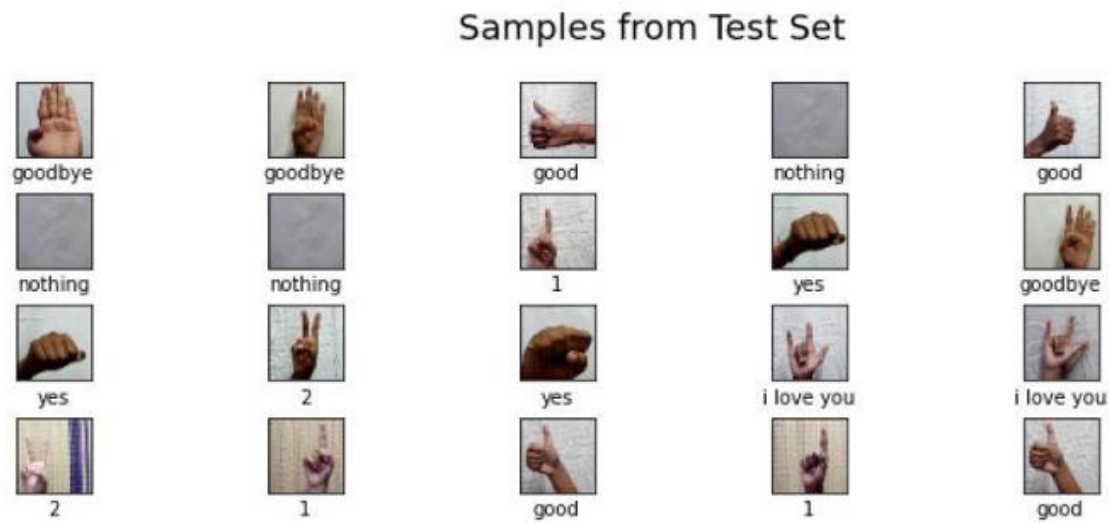 Samples from Test Set
goodbye goodbye good nothing good
nothing nothing 1 yes goodbye
yes 2 yes i love you i love you
2 1 good 1 good